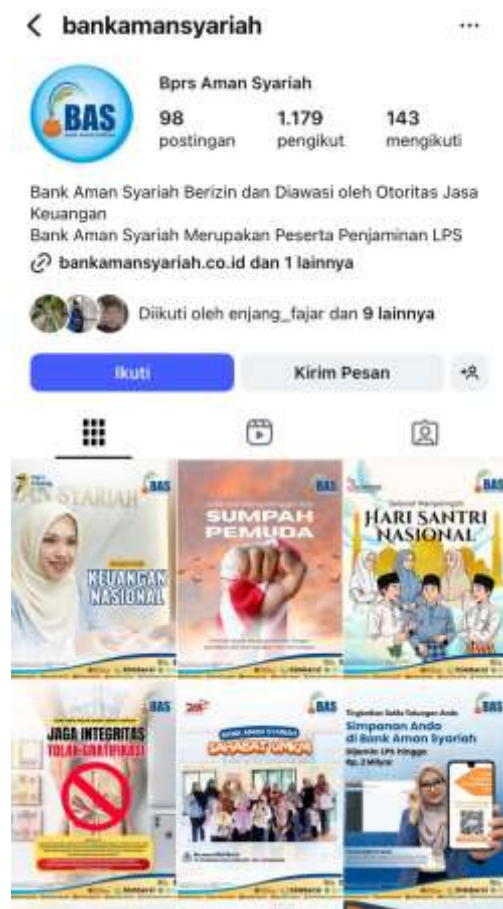 bankamansyariah
BAS
Bprs Aman Syariah
98 1.179 143
postingan pengikut mengikuti
Bank Aman Syariah Berizin dan Diawasi oleh Otoritas Jasa
Keuangan
Bank Aman Syariah Merupakan Peserta Penjaminan LPS
bankamansyariah.co.id dan 1 lainnya
Diikuti oleh enjang_fajar dan 9 lainnya
Ikuti
Kirim Pesan
BAS
KEUANGAN
NASIONAL
BAS
SUMPAH
PEMUDA
BAS
HARI SANTRI
NASIONAL
BAS
JAGA INTEGRITAS
TOLAK GRATIFIKASI
BAS
BANK AMAN SYARIAH
SAHABAT UMKM
BAS
Simpanan Anda
di Bank Aman Syariah
Dijamin LPS hingga
Rp. 2 Milyar